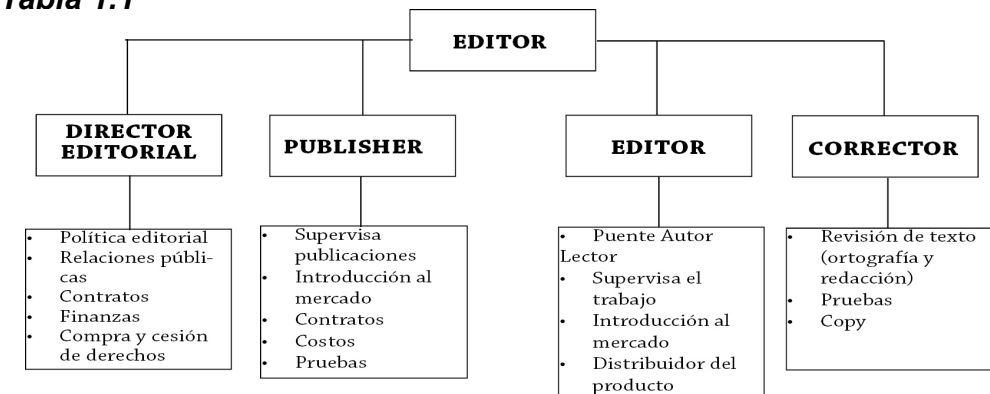 Tabla 1.1
EDITOR
DIRECTOR
EDITORIAL
PUBLISHER
EDITOR
CORRECTOR
• Política editorial
• Relaciones públi-
cas
• Contratos
• Finanzas
• Compra y cesión
de derechos
• Supervisa
publicaciones
• Introducción al
mercado
• Contratos
• Costos
• Pruebas
• Puente Autor
Lector
• Supervisa el
trabajo
• Introducción al
mercado
• Distribuidor del
producto
• Revisión de texto
(ortografía y
redacción)
• Pruebas
• Copy